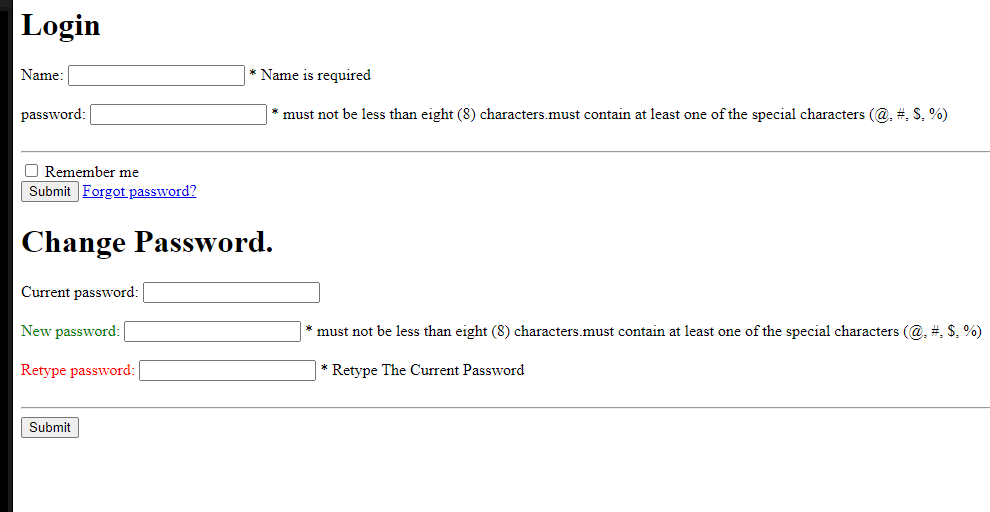 Login
Name: * Name is required
password: * must not be less than eight (8) characters.must contain at least one of the special characters (@, #, $, %)
Remember me
Submit Forgot password?
Change Password.
Current password:
New password: * must not be less than eight (8) characters.must contain at least one of the special characters (@, #, $, %)
Retype password: * Retype The Current Password
Submit